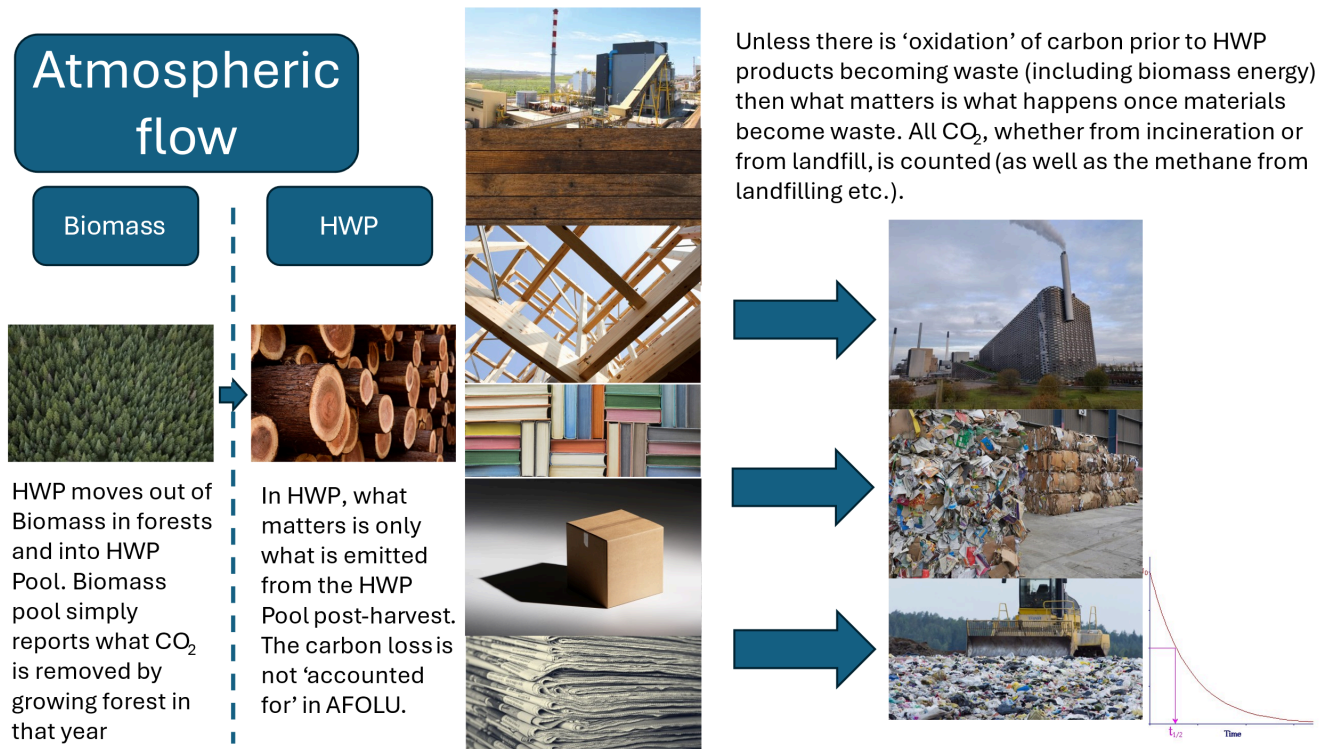 Atmospheric
flow
Biomass
HWP
HWP moves out of
Biomass in forests
and into HWP
Pool. Biomass
pool simply
reports what CO2
is removed by
growing forest in
that year
In HWP, what
matters is only
what is emitted
from the HWP
Pool post-harvest.
The carbon loss is
not ‘accounted
for’ in AFOLU.
Unless there is ‘oxidation’ of carbon prior to HWP
products becoming waste (including biomass energy)
then what matters is what happens once materials
become waste. All CO2, whether from incineration or
from landfill, is counted (as well as the methane from
landfilling etc.).
t1/2
Time